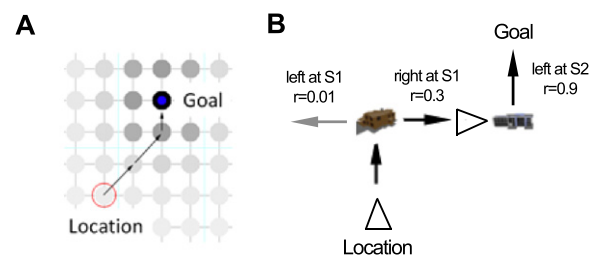 A
Goal
Location
B
Goal
left at S1
r=0.01
right at S1
r=0.3
left at S2
r=0.9
Location